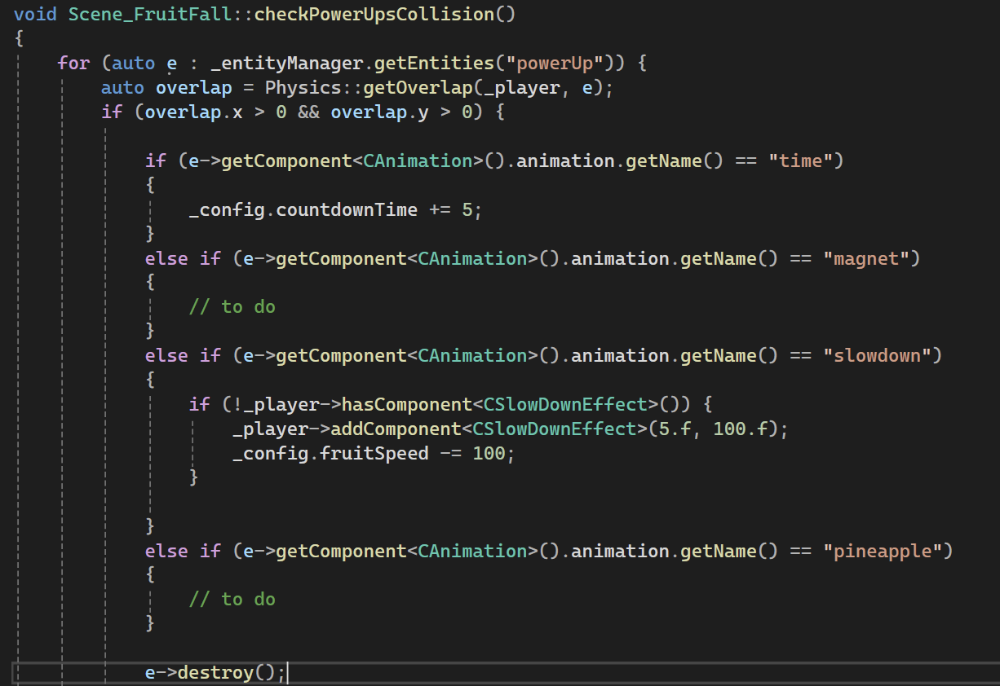 void Scene_FruitFall::checkPowerUpsCollision()
{
for (auto e : _entityManager.getEntities("powerUp")) {
auto overlap = Physics::getOverlap(_player, e);
if (overlap.x > 0 && overlap.y > 0) {
if (e->getComponent<CAnimation>().animation.getName() == "time")
{
_config.countdownTime += 5;
}
else if (e->getComponent<CAnimation>().animation.getName() == "magnet")
{
// to do
}
else if (e->getComponent<CAnimation>().animation.getName() == "slowdown")
{
if (!_player->hasComponent<CSlowDownEffect>()) {
_player->addComponent<CSlowDownEffect>(5.f, 100.f);
_config.fruitSpeed -= 100;
}
}
else if (e->getComponent<CAnimation>().animation.getName() == "pineapple")
{
// to do
}
e->destroy();